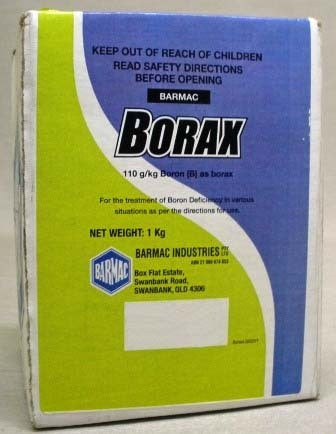 KEEP OUT OF REACH OF CHILDREN
READ SAFETY DIRECTIONS
BEFORE OPENING
BARMAC
BORAX
110 g/kg Boron [B] as borax
For the treatment of Boron Deficiency in various
situations as per the directions for use.
NET WEIGHT: 1 Kg
BARMAC INDUSTRIES PTY LTD
BARMAC
Box Flat Estate,
Swanbank Road,
SWANBANK, QLD 4306